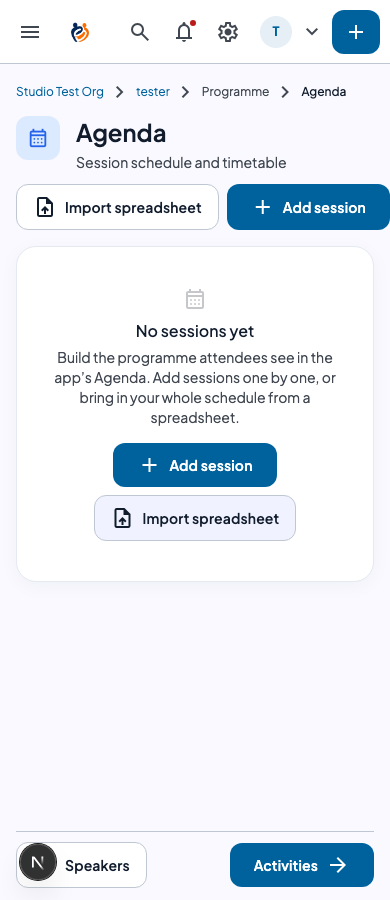 T
Studio Test Org
tester
Programme
Agenda
Agenda
Session schedule and timetable
Import spreadsheet
Add session
No sessions yet
Build the programme attendees see in the
app's Agenda. Add sessions one by one, or
bring in your whole schedule from a
spreadsheet.
Add session
Import spreadsheet
N
Speakers
Activities